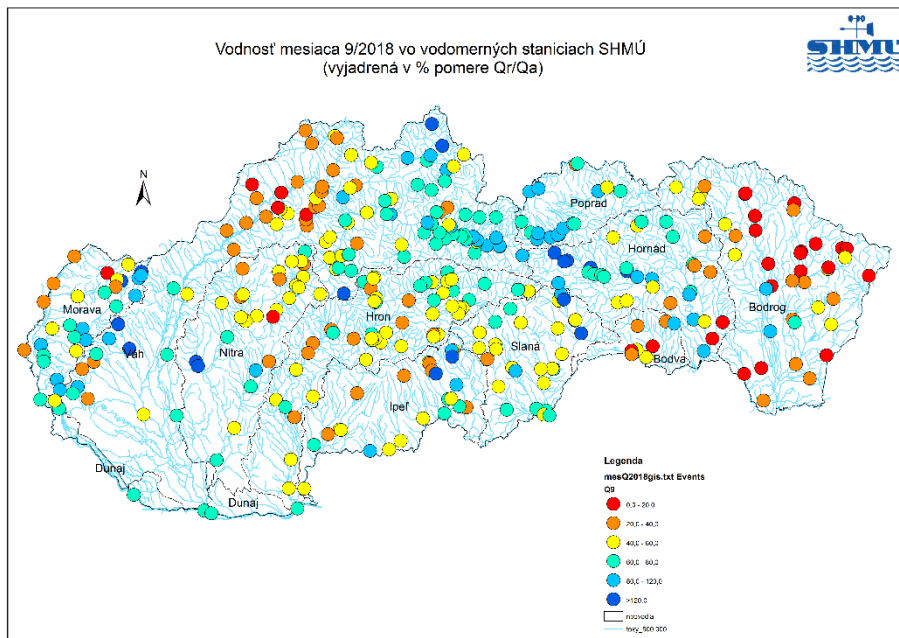 Vodnosť mesiaca 9/2018 vo vodomerných staniciach SHMÚ
(vyjadrená v % pomere Qr/Qa)
SHMÚ
N
Poprad
Hornád
Morava
Bodrog
Hron
Váh
Nitra
Slaná
Bodva
Ipeľ
Dunaj
Dunaj
Legenda
mesQ2018gis.txt Events
Q9
0,0 - 20,0
20,0 - 40,0
40,0 - 60,0
60,0 - 80,0
80,0 - 120,0
>120,0